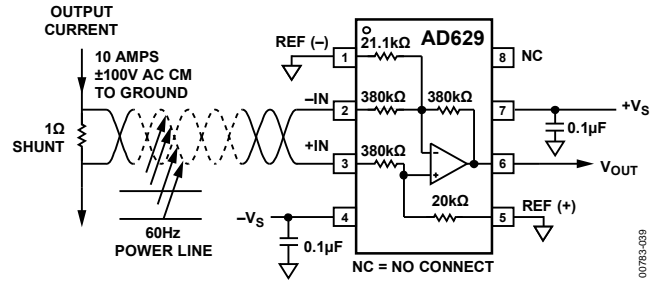 OUTPUT
CURRENT
10 AMPS
±100V AC CM
TO GROUND
1Ω
SHUNT
60Hz
POWER LINE
REF (–)
1
21.1kΩ
AD629
8
NC
–IN
2
380kΩ
380kΩ
7
+VS
0.1µF
+IN
3
380kΩ
–
+
6
VOUT
–VS
4
20kΩ
5
REF (+)
0.1µF
NC = NO CONNECT
00783-039